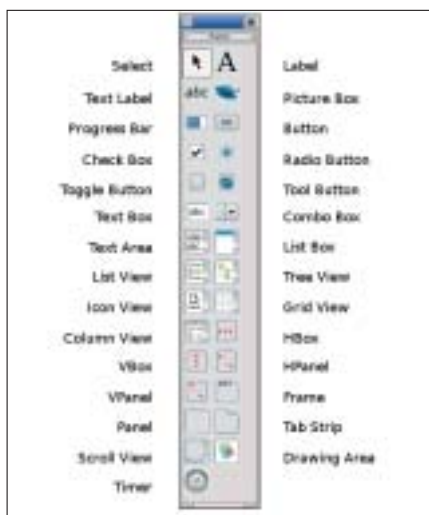 Select
A
Label
Text Label
abc
Picture Box
Progress Bar
Button
Check Box
Radio Button
Toggle Button
Tool Button
Text Box
Combo Box
Text Area
List Box
List View
Tree View
Icon View
Grid View
Column View
HBox
VBox
HPanel
VPanel
Frame
Panel
Tab Strip
Scroll View
Drawing Area
Timer